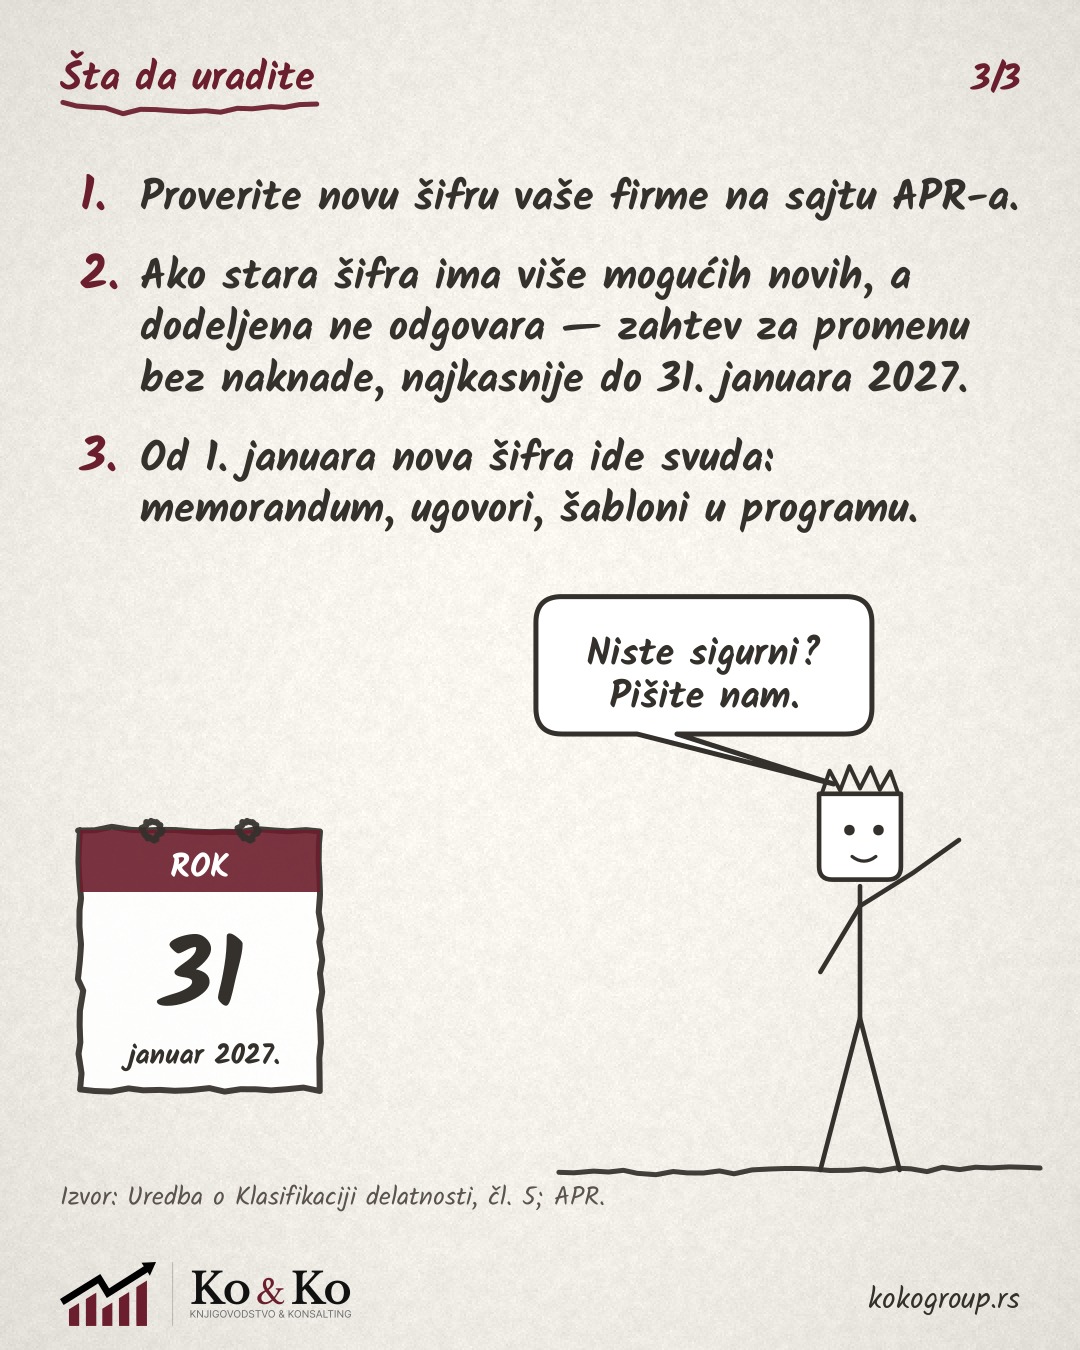 Šta da uradite
3/3
1. Proverite novu šifru vaše firme na sajtu APR-a.
2. Ako stara šifra ima više mogućih novih, a
dodeljena ne odgovara — zahtev za promenu
bez naknade, najkasnije do 31. januara 2027.
3. Od 1. januara nova šifra ide svuda:
memorandum, ugovori, šabloni u programu.
Niste sigurni?
Pišite nam.
ROK
31
januar 2027.
Izvor: Uredba o Klasifikaciji delatnosti, čl. 5; APR.
Ko & Ko
KNJIGOVODSTVO & KONSALTING
kokogroup.rs